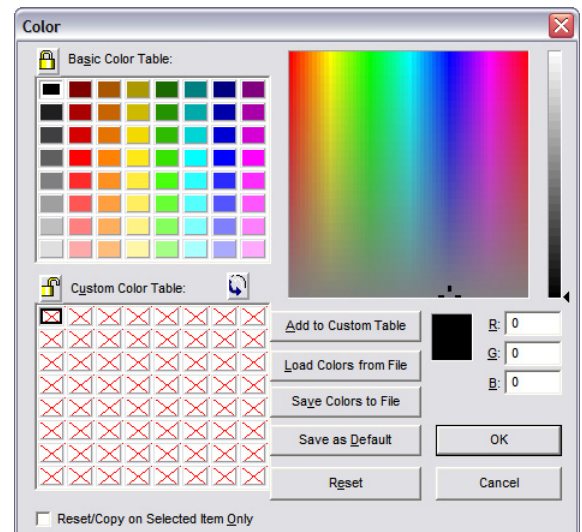 Color
Basic Color Table:
Custom Color Table:
Add to Custom Table
Load Colors from File
Save Colors to File
Save as Default
Reset
R: 0
G: 0
B: 0
OK
Cancel
Reset/Copy on Selected Item Only